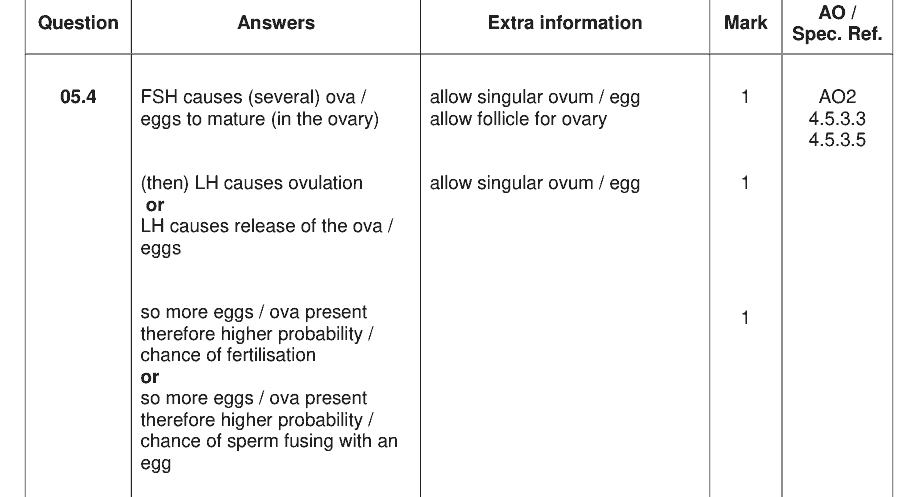 Question Answers Extra information Mark AO /
Spec. Ref.
05.4 FSH causes (several) ova / allow singular ovum / egg 1 AO2
eggs to mature (in the ovary) allow follicle for ovary 4.5.3.3
4.5.3.5
(then) LH causes ovulation allow singular ovum / egg 1
or
LH causes release of the ova /
eggs
so more eggs / ova present 1
therefore higher probability /
chance of fertilisation
or
so more eggs / ova present
therefore higher probability /
chance of sperm fusing with an
egg